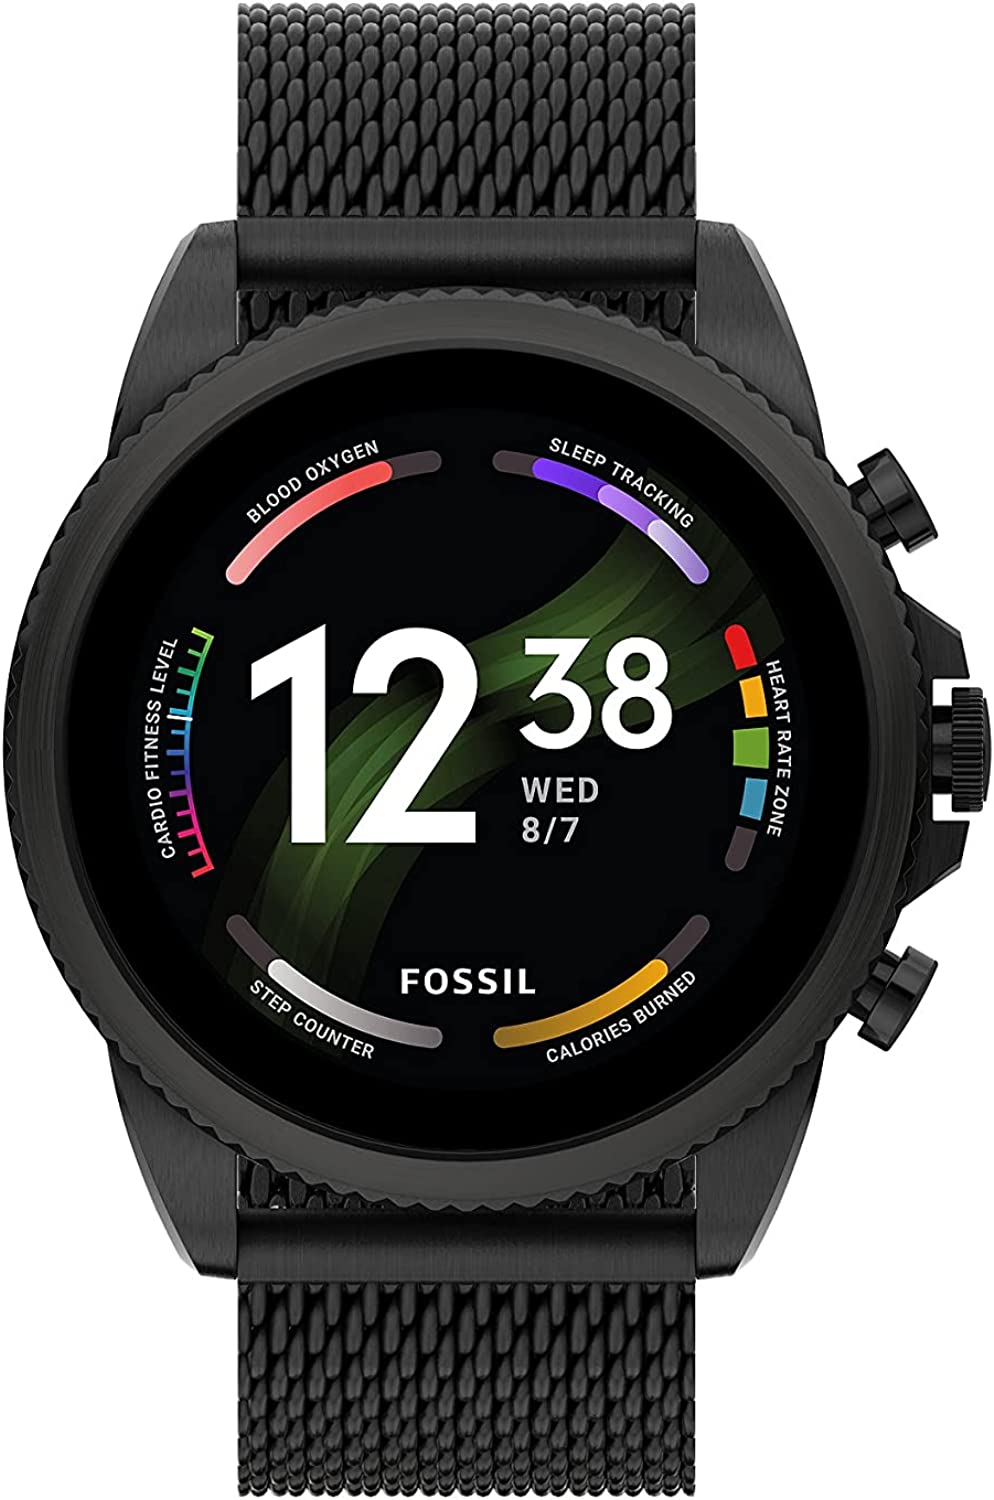 BLOOD OXYGEN
SLEEP TRACKING
CARDIO FITNESS LEVEL
12 38
WED
8/7
HEART RATE ZONE
FOSSIL
STEP COUNTER
CALORIES BURNED